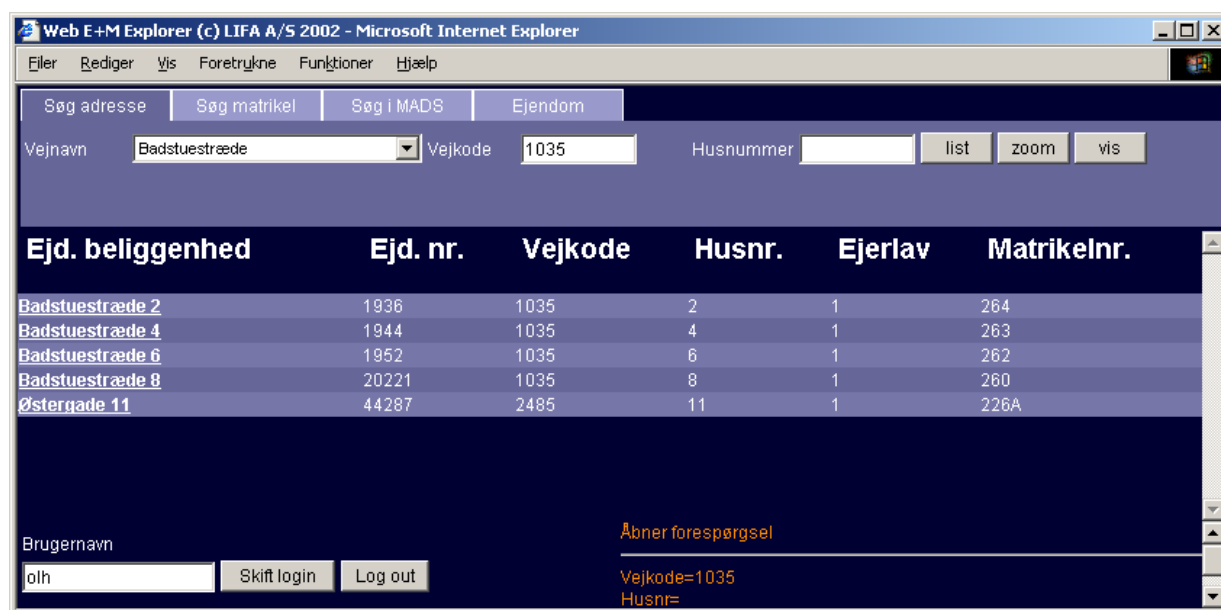 Web E+M Explorer (c) LIFA A/S 2002 - Microsoft Internet Explorer
Filer Rediger Vis Foretrukne Funktioner Hjælp
Søg adresse Søg matrikel Søg i MADS Ejendom
Vejnavn Badstuestræde Vejkode 1035 Husnummer list zoom vis
Ejd. beliggenhed Ejd. nr. Vejkode Husnr. Ejerlav Matrikelnr.
Badstuestræde 2 1936 1035 2 1 264
Badstuestræde 4 1944 1035 4 1 263
Badstuestræde 6 1952 1035 6 1 262
Badstuestræde 8 20221 1035 8 1 260
Østergade 11 44287 2485 11 1 226A
Åbner forespørgsel
Brugernavn
olh Skift login Log out Vejkode=1035
Husnr=